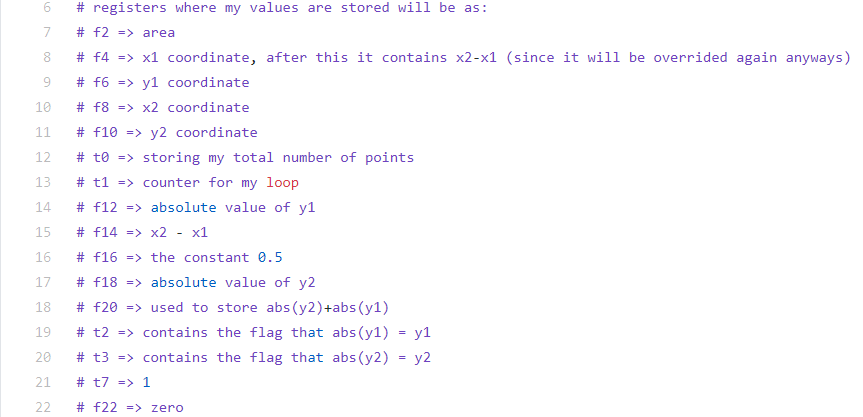 6 # registers where my values are stored will be as:
7 # f2 => area
8 # f4 => x1 coordinate, after this it contains x2-x1 (since it will be overrided again anyways)
9 # f6 => y1 coordinate
10 # f8 => x2 coordinate
11 # f10 => y2 coordinate
12 # t0 => storing my total number of points
13 # t1 => counter for my loop
14 # f12 => absolute value of y1
15 # f14 => x2 - x1
16 # f16 => the constant 0.5
17 # f18 => absolute value of y2
18 # f20 => used to store abs(y2)+abs(y1)
19 # t2 => contains the flag that abs(y1) = y1
20 # t3 => contains the flag that abs(y2) = y2
21 # t7 => 1
22 # f22 => zero